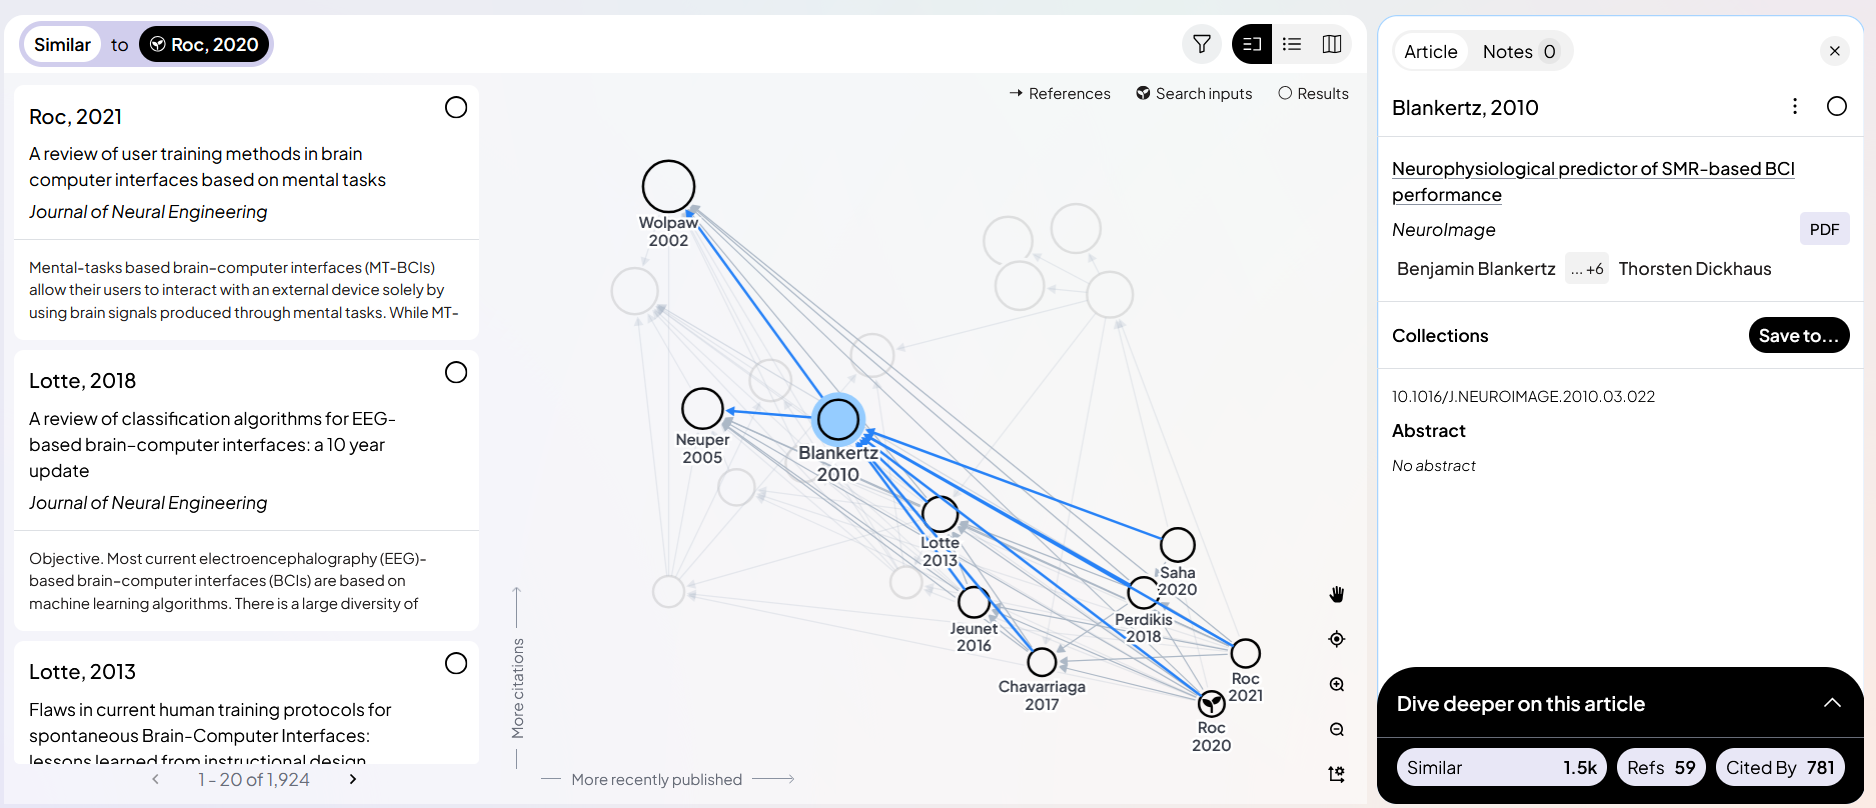 Similar to Roc, 2020
Roc, 2021
A review of user training methods in brain
computer interfaces based on mental tasks
Journal of Neural Engineering
Mental-tasks based brain–computer interfaces (MT-BCIs)
allow their users to interact with an external device solely by
using brain signals produced through mental tasks. While MT-
Lotte, 2018
A review of classification algorithms for EEG-
based brain–computer interfaces: a 10 year
update
Journal of Neural Engineering
Objective. Most current electroencephalography (EEG)-
based brain–computer interfaces (BCIs) are based on
machine learning algorithms. There is a large diversity of
Lotte, 2013
Flaws in current human training protocols for
spontaneous Brain-Computer Interfaces:
lessons learned from instructional design
1 - 20 of 1,924
References Search inputs Results
Wolpaw
2002
Neuper
2005
Blankertz
2010
Lotte
2013
Saha
2020
Perdikis
2018
Jeunet
2016
Roc
2021
Chavarriaga
2017
Roc
2020
More citations
More recently published
Article Notes 0
Blankertz, 2010
Neurophysiological predictor of SMR-based BCI
performance
NeuroImage
PDF
Benjamin Blankertz ... +6 Thorsten Dickhaus
Collections Save to...
10.1016/J.NEUROIMAGE.2010.03.022
Abstract
No abstract
Dive deeper on this article
Similar 1.5k Refs 59 Cited By 781